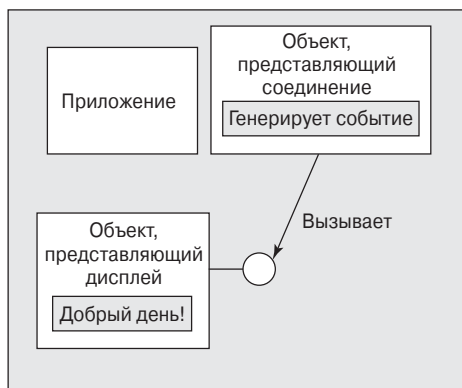 Приложение
Объект,
представляющий
соединение
Генерирует событие
Вызывает
Объект,
представляющий
дисплей
Добрый день!